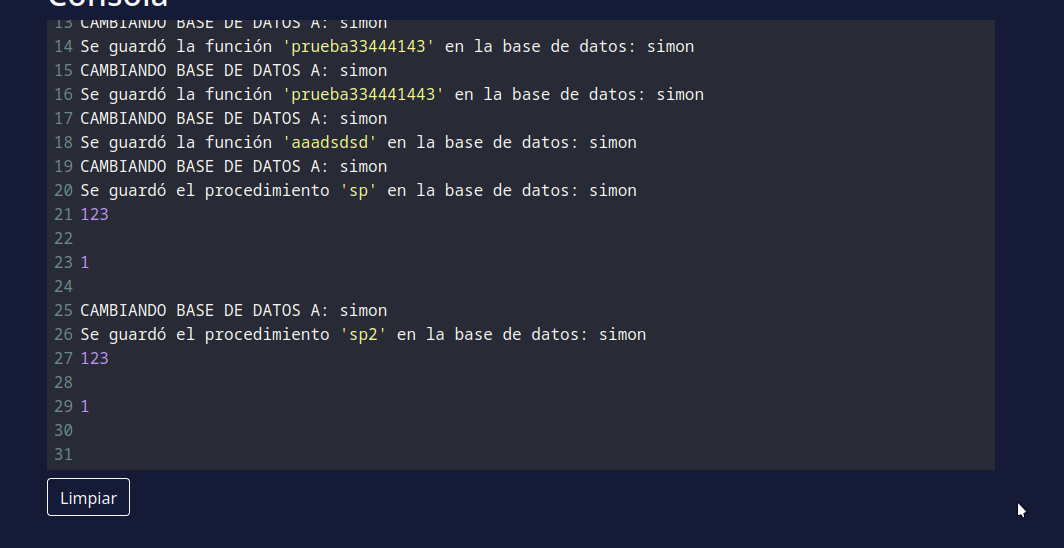 Consola
13 CAMBIANDO BASE DE DATOS A: simon
14 Se guardó la función 'prueba33444143' en la base de datos: simon
15 CAMBIANDO BASE DE DATOS A: simon
16 Se guardó la función 'prueba334441443' en la base de datos: simon
17 CAMBIANDO BASE DE DATOS A: simon
18 Se guardó la función 'aaadsdsd' en la base de datos: simon
19 CAMBIANDO BASE DE DATOS A: simon
20 Se guardó el procedimiento 'sp' en la base de datos: simon
21 123
22
23 1
24
25 CAMBIANDO BASE DE DATOS A: simon
26 Se guardó el procedimiento 'sp2' en la base de datos: simon
27 123
28
29 1
30
31
Limpiar